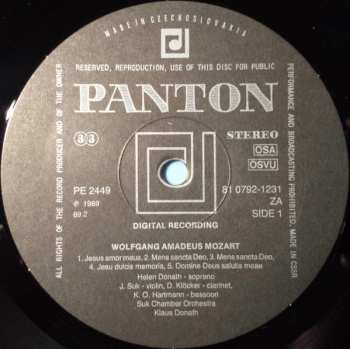 MADE IN CZECHOSLOVAKIA
RESERVED, REPRODUCTION, USE OF THIS DISC FOR PUBLIC
PERFORMANCE AND BROADCASTING PROHIBITED. MADE IN CSSR
ALL RIGHTS OF THE RECORD PRODUCER AND OF THE OWNER
PANTON
33
STEREO
OSA
OSVU
PE 2449
81 0792-1231
℗ 1989
ZA
89 2
SIDE 1
DIGITAL RECORDING
WOLFGANG AMADEUS MOZART
1. Jesus amor meus, 2. Mens sancta Deo, 3. Mens sancta Deo,
4. Jesu dulcis memoris, 5. Domine Deus salutis meae
Helen Donath - soprano
J. Suk - violin, D. Klöcker - clarinet,
K. O. Hartmann - bassoon
Suk Chamber Orchestra
Klaus Donath